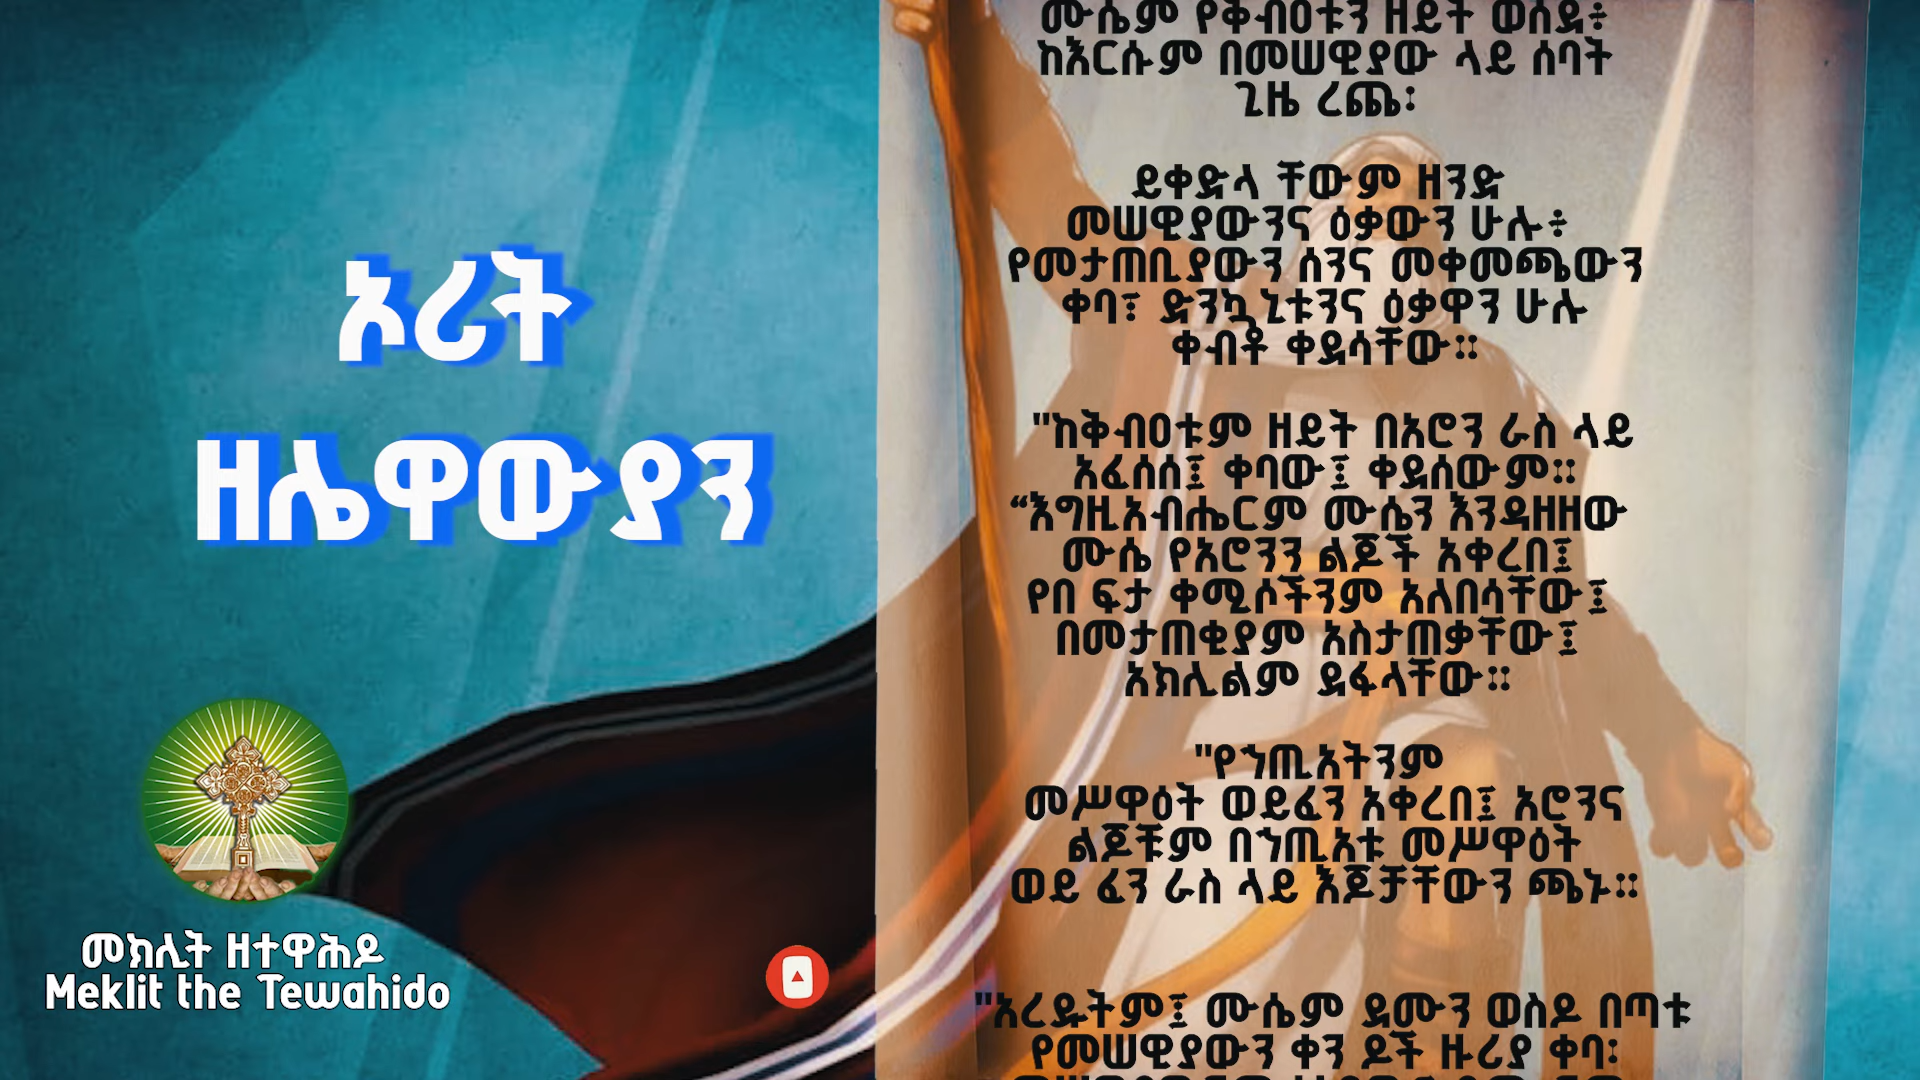 ኦሪት
ዘሌዋውያን
መክሊት ዘተዋሕዶ
Meklit the Tewahido
ሙሴም የቅብዐቱን ዘይት ወሰደ፥
ከእርሱም በመሠዊያው ላይ ሰባት
ጊዜ ረጨ፡
ይቀድላ ቸውም ዘንድ
መሠዊያውንና ዕቃውን ሁሉ፥
የመታጠቢያውን ሰንና መቀመጫውን
ቀባ፣ ድንኳኒቱንና ዕቃዋን ሁሉ
ቀብቶ ቀደሳቸው።
"ከቅብዐቱም ዘይት በአሮን ራስ ላይ
አፈሰሰ፤ ቀባው፤ ቀደሰውም።
“እግዚአብሔርም ሙሴን እንዳዘዘው
ሙሴ የአሮንን ልጆች አቀረበ፤
የበ ፍታ ቀሚሶችንም አለበሳቸው፤
በመታጠቂያም አስታጠቃቸው፤
አክሊልም ደፋላቸው።
"የኀጢአትንም
መሥዋዕት ወይፈን አቀረበ፤ አሮንና
ልጆቹም በኀጢአቱ መሥዋዕት
ወይ ፈን ራስ ላይ እጆቻቸውን ጫኑ።
"አረዱትም፤ ሙሴም ደሙን ወስዶ በጣቱ
የመሠዊያውን ቀን ዶች ዙሪያ ቀባ፡